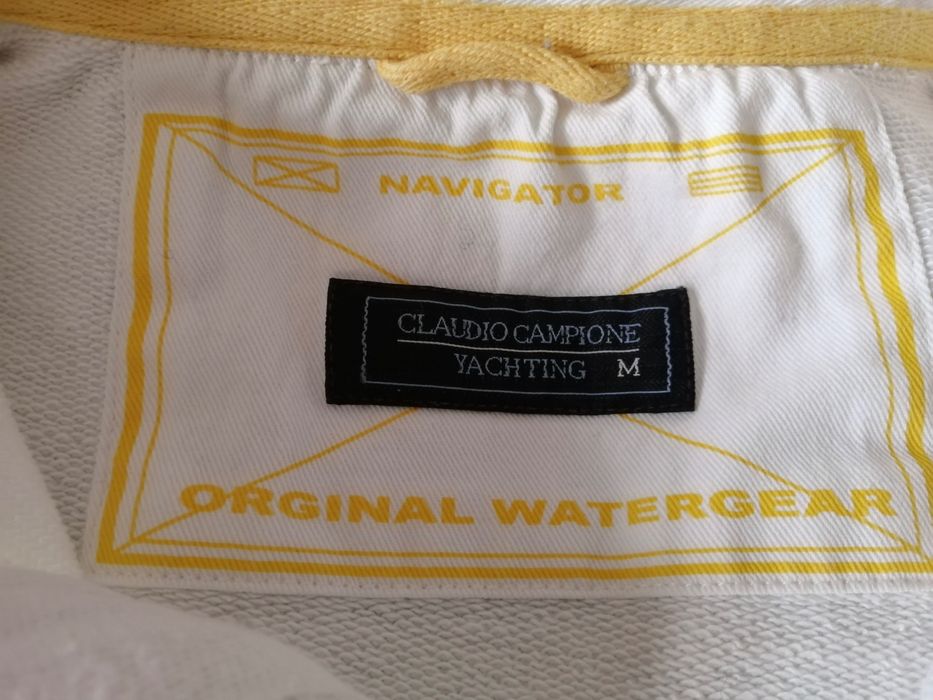 NAVIGATOR
CLAUDIO CAMPIONE
YACHTING M
ORGINAL WATERGEAR